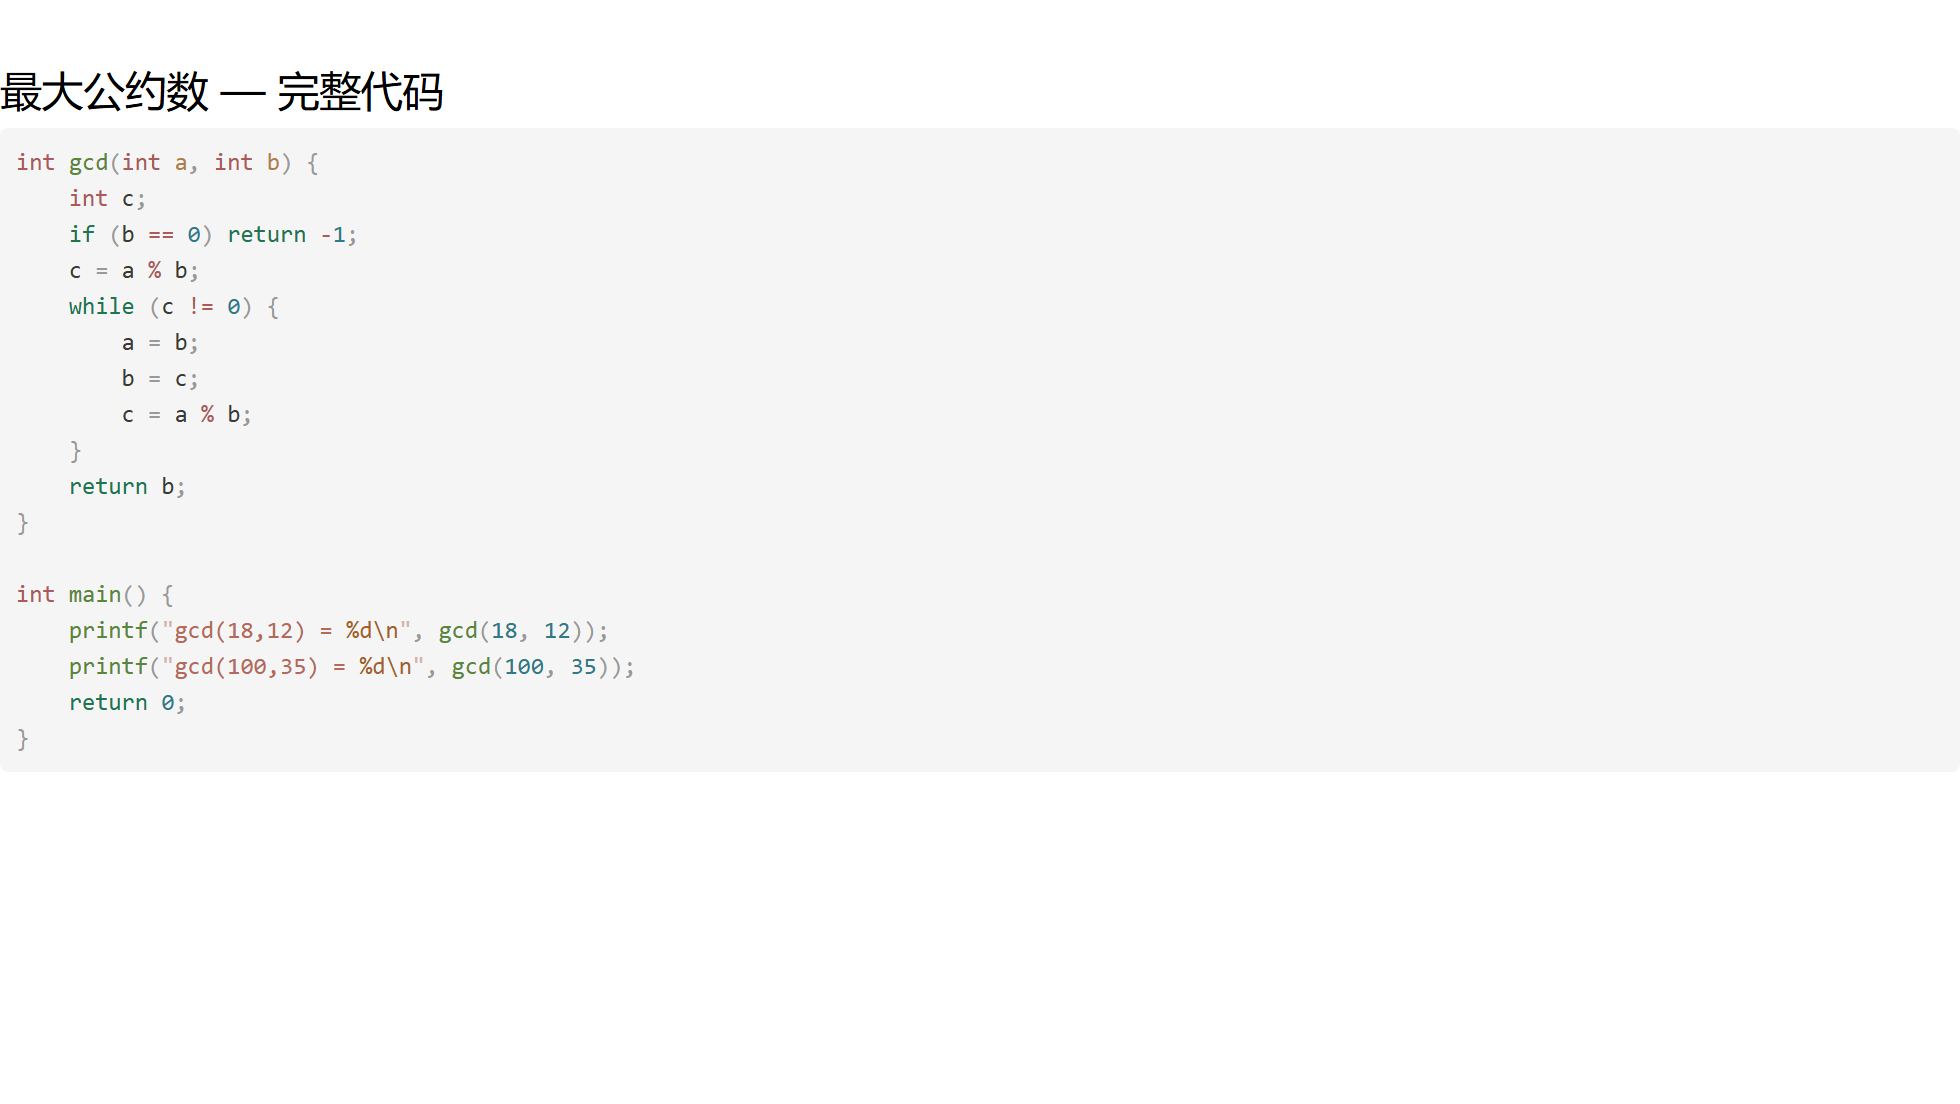 最大公约数 — 完整代码
int gcd(int a, int b) {
    int c;
    if (b == 0) return -1;
    c = a % b;
    while (c != 0) {
        a = b;
        b = c;
        c = a % b;
    }
    return b;
}

int main() {
    printf("gcd(18,12) = %d\n", gcd(18, 12));
    printf("gcd(100,35) = %d\n", gcd(100, 35));
    return 0;
}